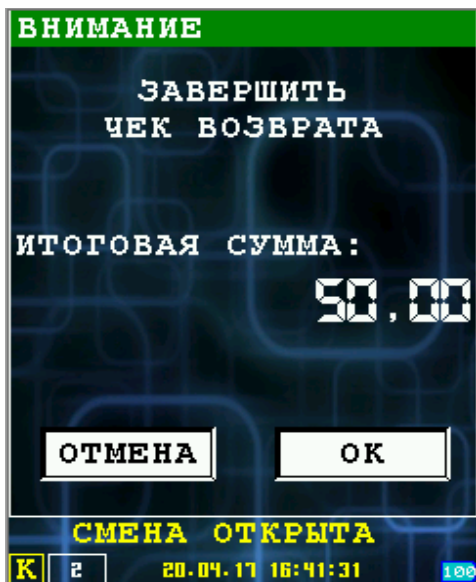 ВНИМАНИЕ
ЗАВЕРШИТЬ
ЧЕК ВОЗВРАТА
ИТОГОВАЯ СУММА:
50,00
ОТМЕНА ОК
СМЕНА ОТКРЫТА
К 2 20.04.17 16:41:31 100